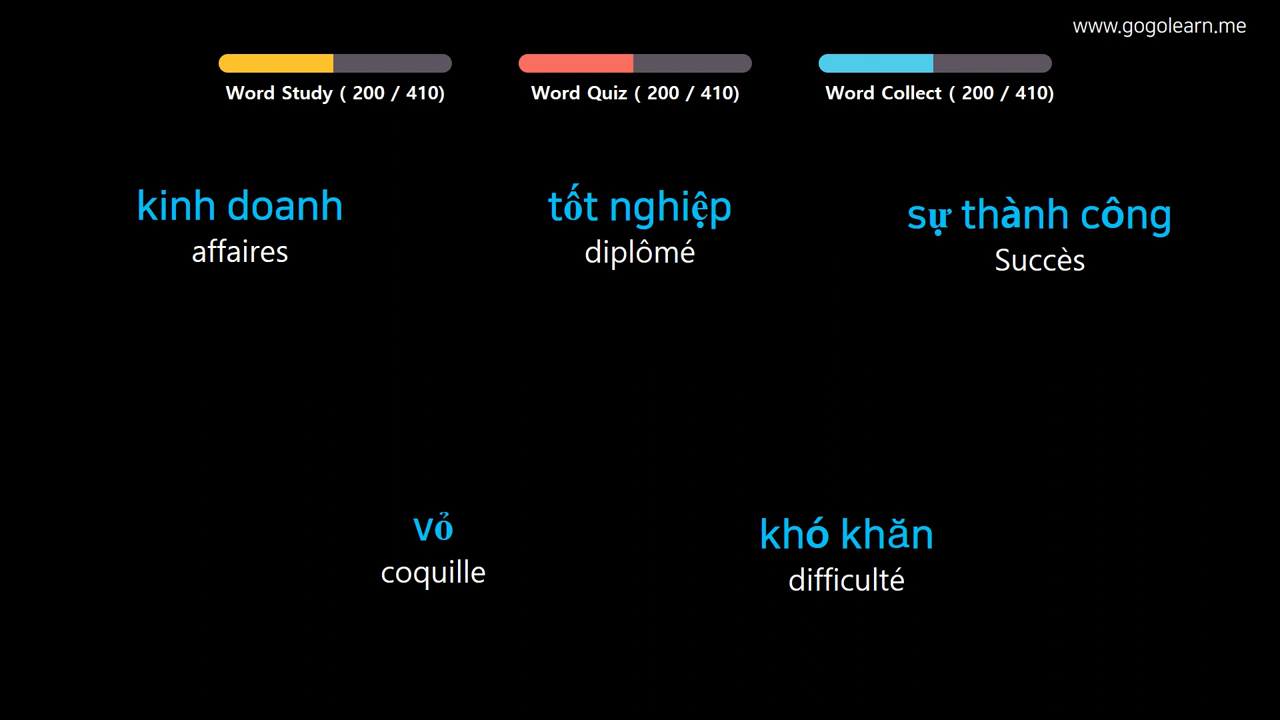 www.gogolearn.me
Word Study ( 200 / 410)
Word Quiz ( 200 / 410)
Word Collect ( 200 / 410)
kinh doanh
affaires
tốt nghiệp
diplômé
sự thành công
Succès
vỏ
coquille
khó khăn
difficulté